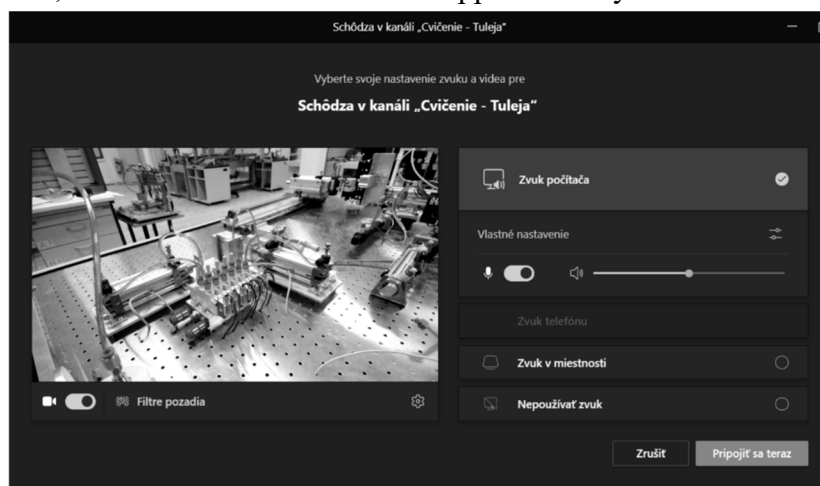 Schôdza v kanáli „Cvičenie - Tuleja“
Vyberte svoje nastavenie zvuku a videa pre
Schôdza v kanáli „Cvičenie - Tuleja“
Zvuk počítača
Vlastné nastavenie
Zvuk telefónu
Zvuk v miestnosti
Filtre pozadia
Nepoužívať zvuk
Zrušiť
Pripojiť sa teraz